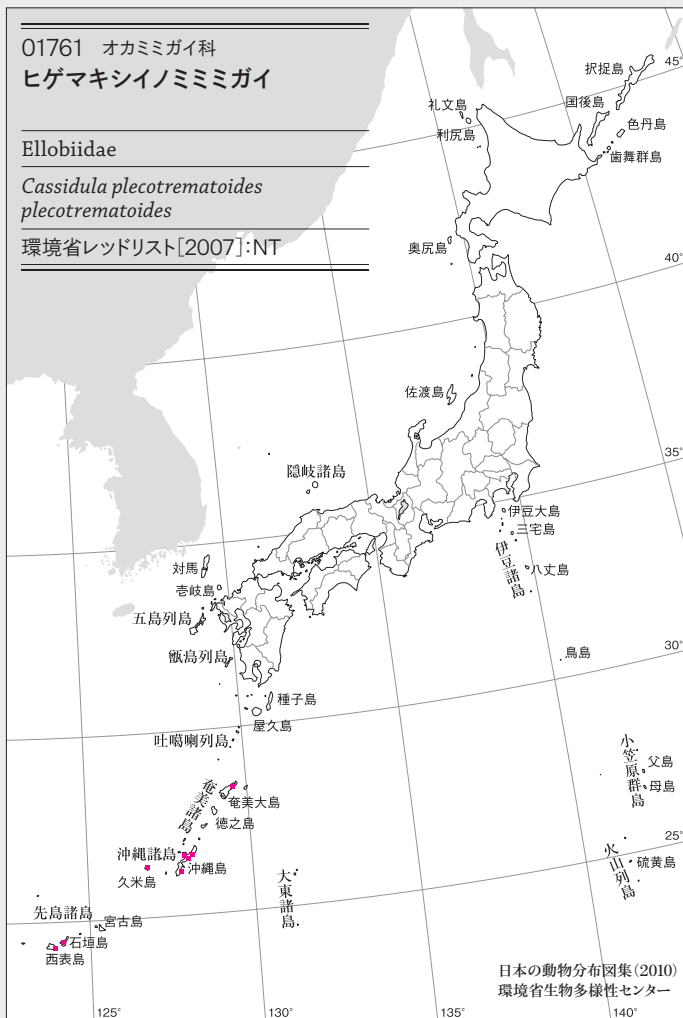 01761 オカミミガイ科
ヒゲマキシイノミミミガイ
Ellobiidae
Cassidula plecotrematoides
plecotrematoides
環境省レッドリスト[2007]:NT
択捉島
45°
国後島
礼文島
色丹島
利尻島
歯舞群島
奥尻島
40°
佐渡島
35°
隠岐諸島
伊豆大島
三宅島
伊豆諸島
八丈島
対馬
壱岐島
五島列島
甑島列島
鳥島
30°
種子島
屋久島
吐噶喇列島
小笠原群島
父島
母島
奄美諸島
奄美大島
徳之島
25°
沖縄諸島
沖縄島
久米島
大東諸島
火山列島
硫黄島
先島諸島
宮古島
石垣島
西表島
日本の動物分布図集(2010)
環境省生物多様性センター
125°
130°
135°
140°